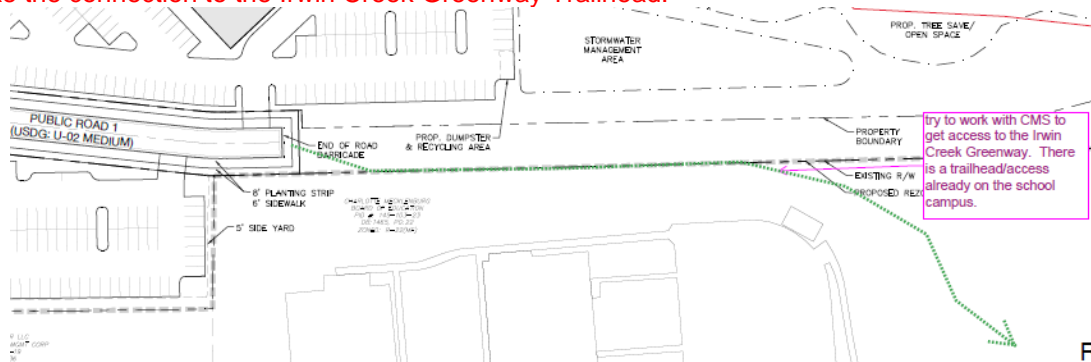 s the connection to the Irwin Creek Greenway Trailhead.
PROP. TREE SAVE/
OPEN SPACE
STORMWATER
MANAGEMENT
AREA
PUBLIC ROAD 1
(USDG: U-02 MEDIUM)
END OF ROAD
BARRICADE
PROP. DUMPSTER
& RECYCLING AREA
PROPERTY
BOUNDARY
try to work with CMS to
get access to the Irwin
Creek Greenway. There
is a trailhead/access
already on the school
campus.
EXISTING R/W
PROPOSED REZO
8' PLANTING STRIP
6' SIDEWALK
5' SIDE YARD
CHARLOTTE MECKLENBURG
BOARD OF EDUCATION
LLC
MGMT CORP